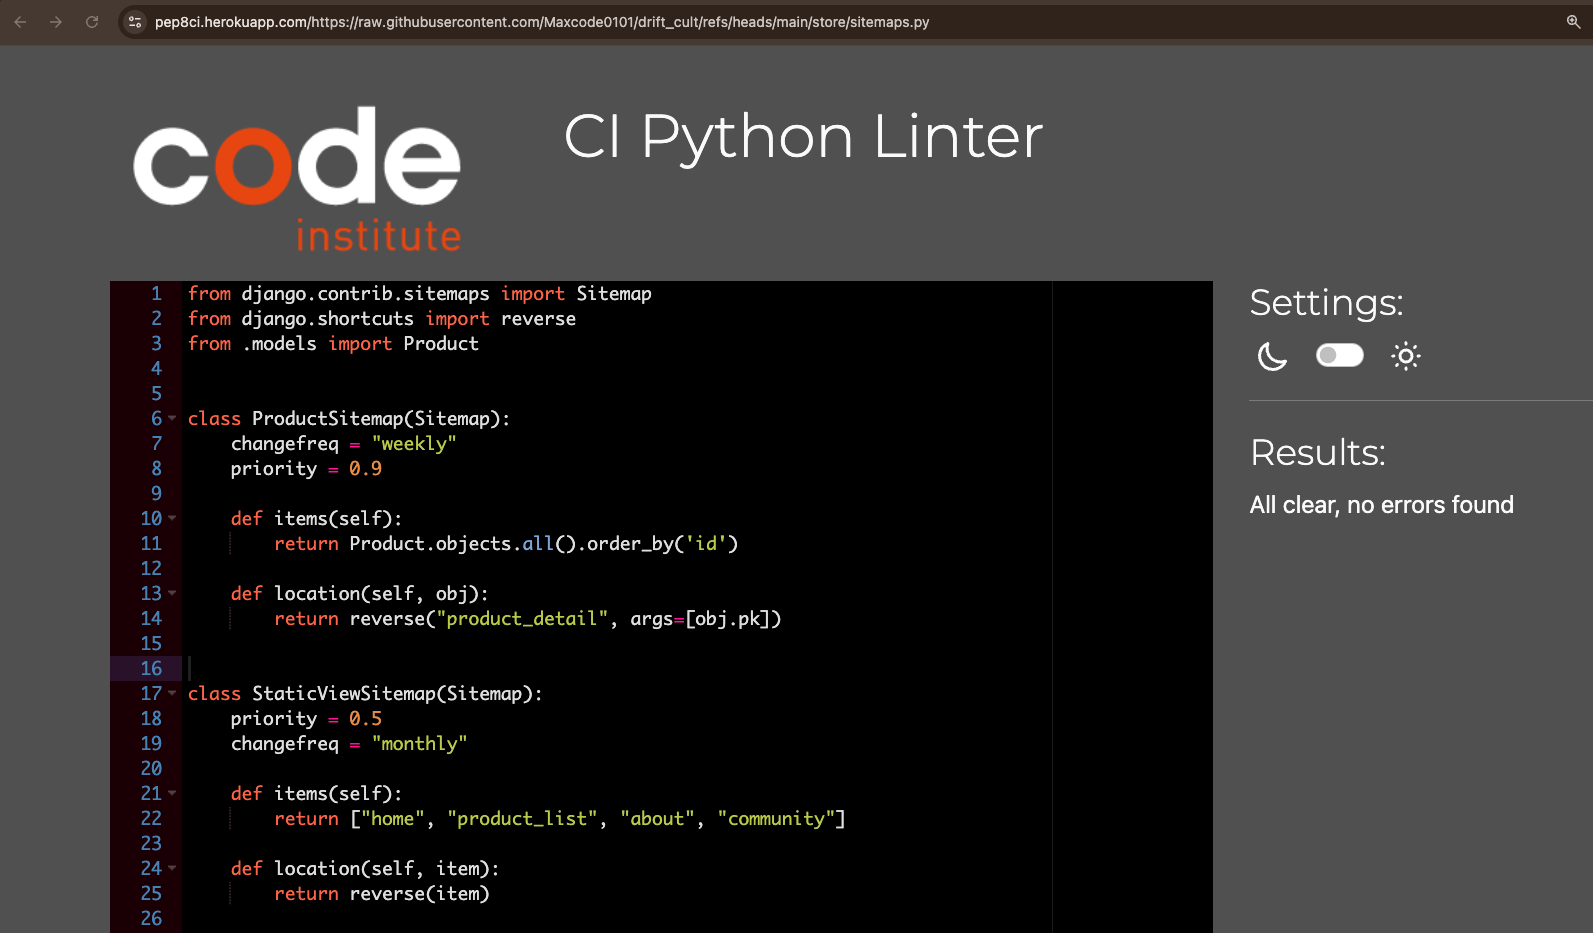 pep8ci.herokuapp.com/https://raw.githubusercontent.com/Maxcode0101/drift_cult/refs/heads/main/store/sitemaps.py
code
institute
CI Python Linter
1 from django.contrib.sitemaps import Sitemap
2 from django.shortcuts import reverse
3 from .models import Product
4
5
6 class ProductSitemap(Sitemap):
7     changefreq = "weekly"
8     priority = 0.9
9
10     def items(self):
11         return Product.objects.all().order_by('id')
12
13     def location(self, obj):
14         return reverse("product_detail", args=[obj.pk])
15
16
17 class StaticViewSitemap(Sitemap):
18     priority = 0.5
19     changefreq = "monthly"
20
21     def items(self):
22         return ["home", "product_list", "about", "community"]
23
24     def location(self, item):
25         return reverse(item)
26
Settings:
Results:
All clear, no errors found